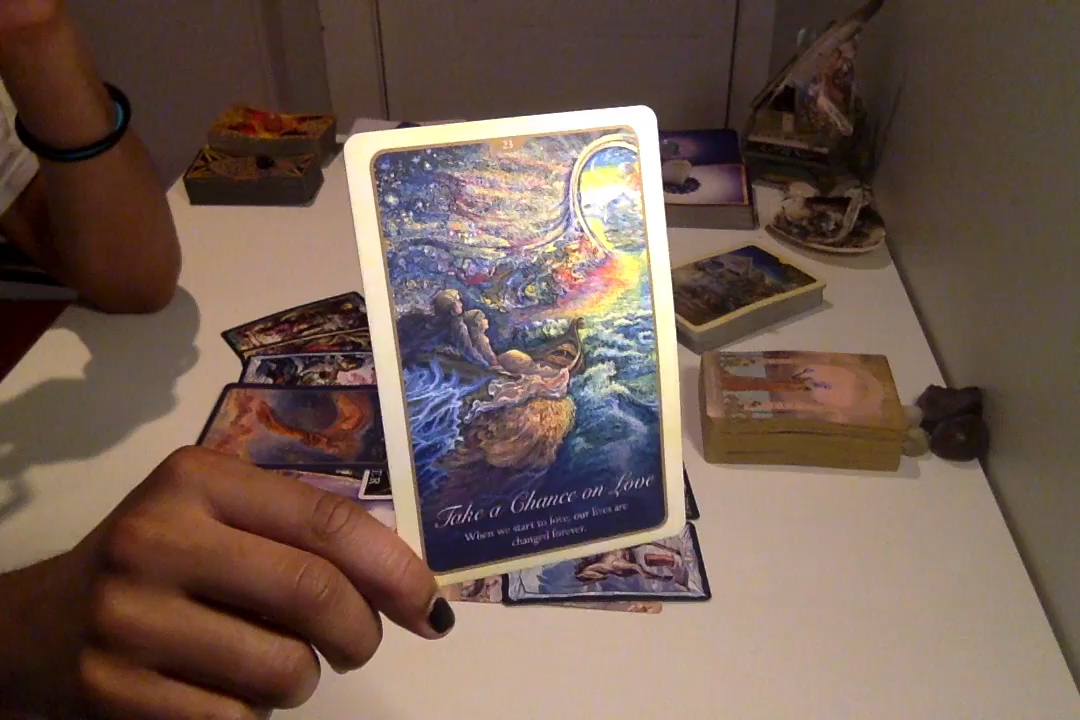 23
Take a Chance on Love
When we start to love, our lives are
changed forever.